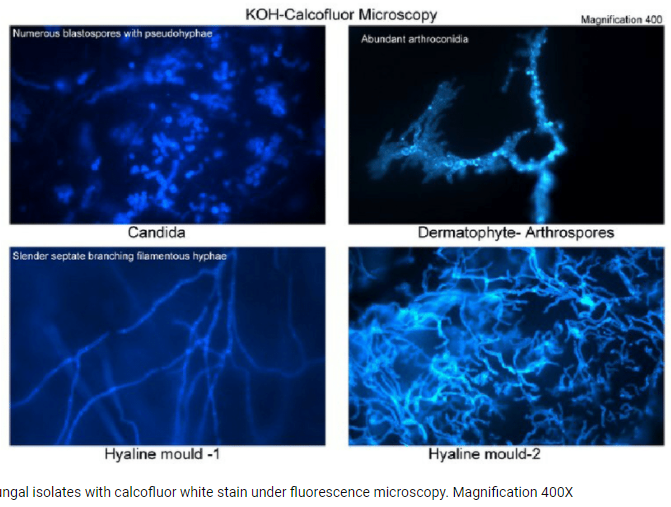 KOH-Calcofluor Microscopy
Magnification 400
Numerous blastospores with pseudohyphae
Abundant arthroconidia
Candida
Dermatophyte- Arthrospores
Slender septate branching filamentous hyphae
Hyaline mould -1
Hyaline mould-2
isolates with calcofluor white stain under fluorescence microscopy. Magnification 400X